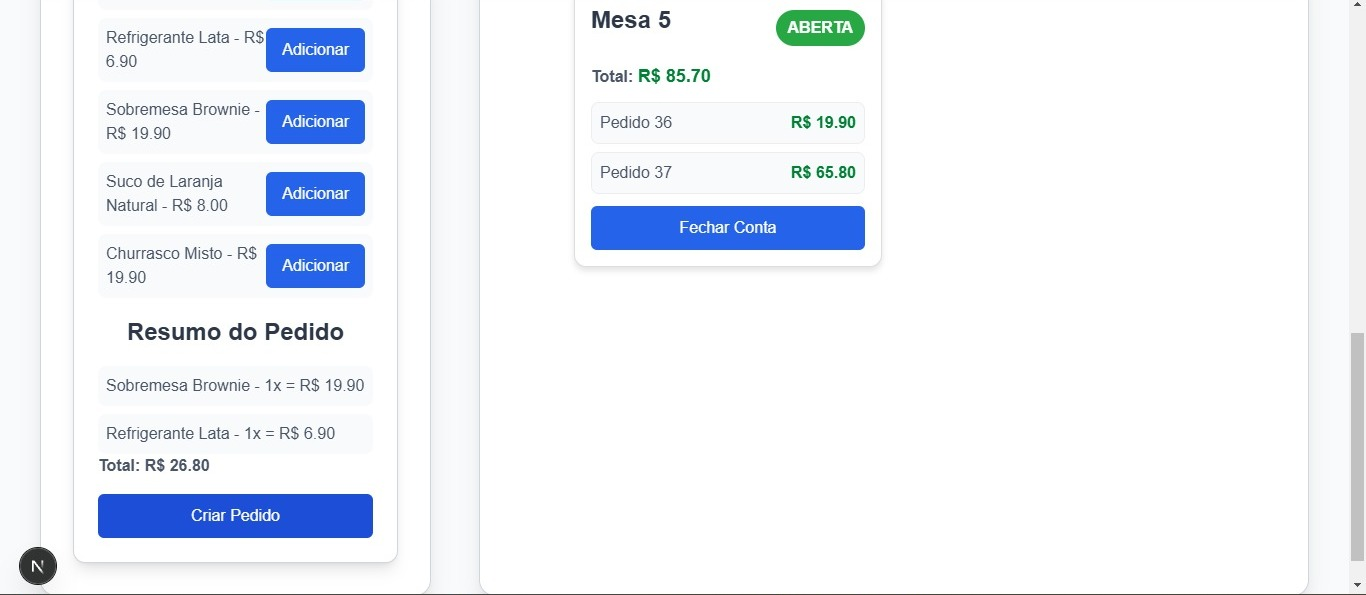 Refrigerante Lata - R$
6.90
Adicionar
Sobremesa Brownie -
R$ 19.90
Adicionar
Suco de Laranja
Natural - R$ 8.00
Adicionar
Churrasco Misto - R$
19.90
Adicionar
Resumo do Pedido
Sobremesa Brownie - 1x = R$ 19.90
Refrigerante Lata - 1x = R$ 6.90
Total: R$ 26.80
Criar Pedido
N
Mesa 5
ABERTA
Total: R$ 85.70
Pedido 36 R$ 19.90
Pedido 37 R$ 65.80
Fechar Conta